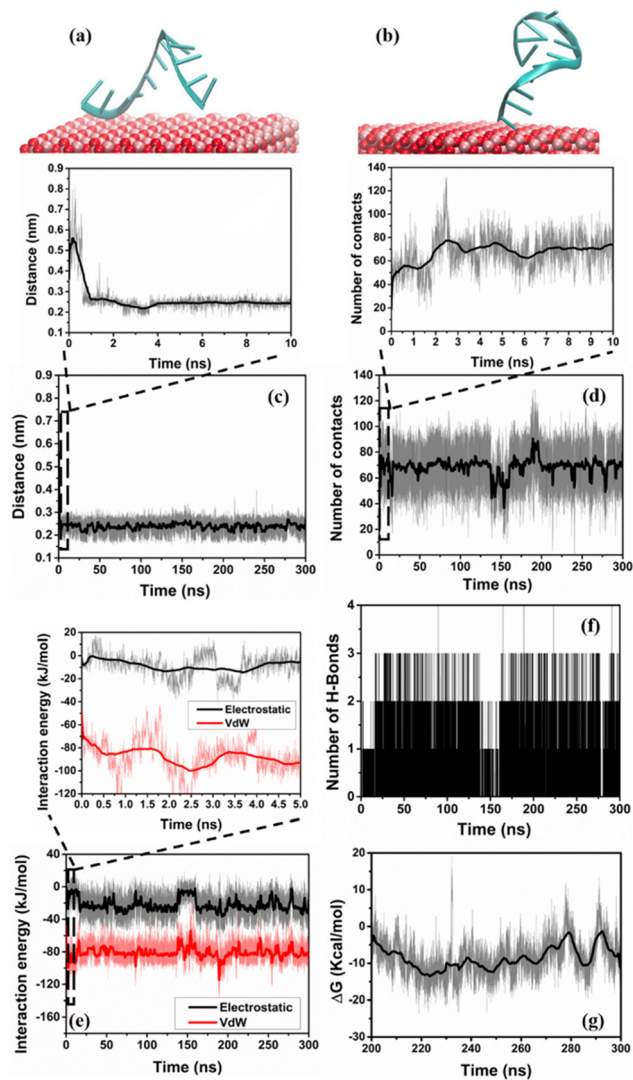 (a)
(b)
0.9
0.8
0.7
0.6
0.5
0.4
0.3
0.2
0.1
Distance (nm)
0 2 4 6 8 10
Time (ns)
140
120
100
80
60
40
20
0
Number of contacts
0 1 2 3 4 5 6 7 8 9 10
Time (ns)
0.9
0.8
0.7
0.6
0.5
0.4
0.3
0.2
0.1
Distance (nm)
(c)
0 50 100 150 200 250 300
Time (ns)
140
120
100
80
60
40
20
0
Number of contacts
(d)
0 50 100 150 200 250 300
Time (ns)
20
0
-20
-40
-60
-80
-100
-120
Interaction energy (kJ/mol)
Electrostatic
VdW
0.0 0.5 1.0 1.5 2.0 2.5 3.0 3.5 4.0 4.5 5.0
Time (ns)
4
3
2
1
0
Number of H-Bonds
(f)
0 50 100 150 200 250 300
Time (ns)
40
0
-40
-80
-120
-160
Interaction energy (kJ/mol)
Electrostatic
VdW
(e)
0 50 100 150 200 250 300
Time (ns)
20
10
0
-10
-20
-30
ΔG (Kcal/mol)
(g)
200 220 240 260 280 300
Time (ns)